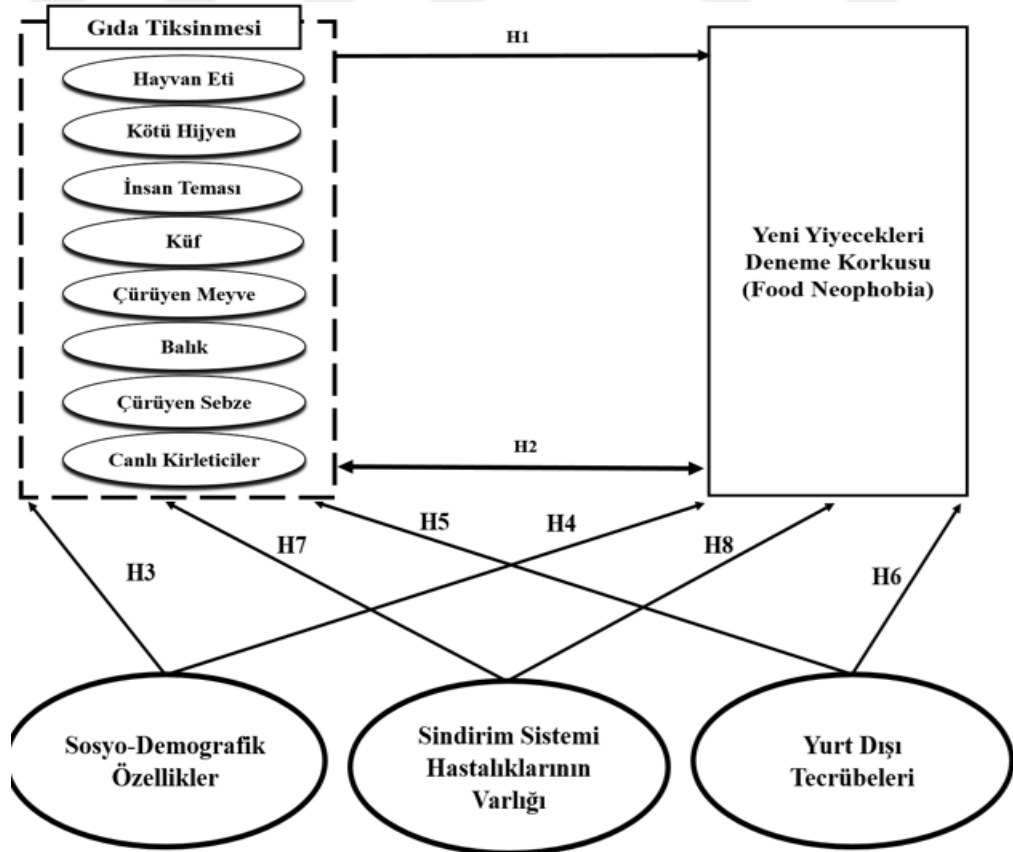 Gıda Tiksinmesi
Hayvan Eti
Kötü Hijyen
İnsan Teması
Küf
Çürüyen Meyve
Balık
Çürüyen Sebze
Canlı Kirleticiler
H1
Yeni Yiyecekleri
Deneme Korkusu
(Food Neophobia)
H2
H3
H7
H5
H4
H8
H6
Sosyo-Demografik
Özellikler
Sindirim Sistemi
Hastalıklarının
Varlığı
Yurt Dışı
Tecrübeleri